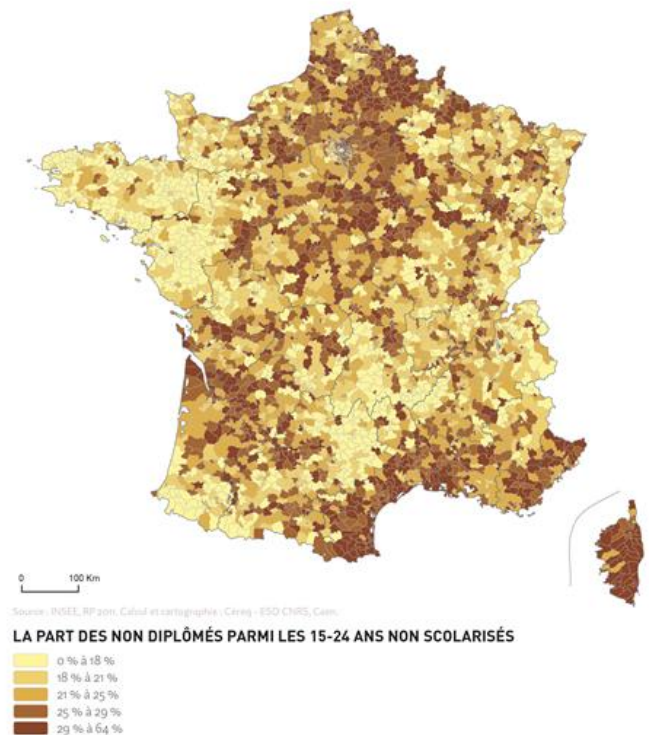 0 100 Km
Source : INSEE, RP 2011. Calcul et cartographie : Céreq - ESO CNRS, Caen.
LA PART DES NON DIPLÔMÉS PARMI LES 15-24 ANS NON SCOLARISÉS
0 % à 18 %
18 % à 21 %
21 % à 25 %
25 % à 29 %
29 % à 64 %